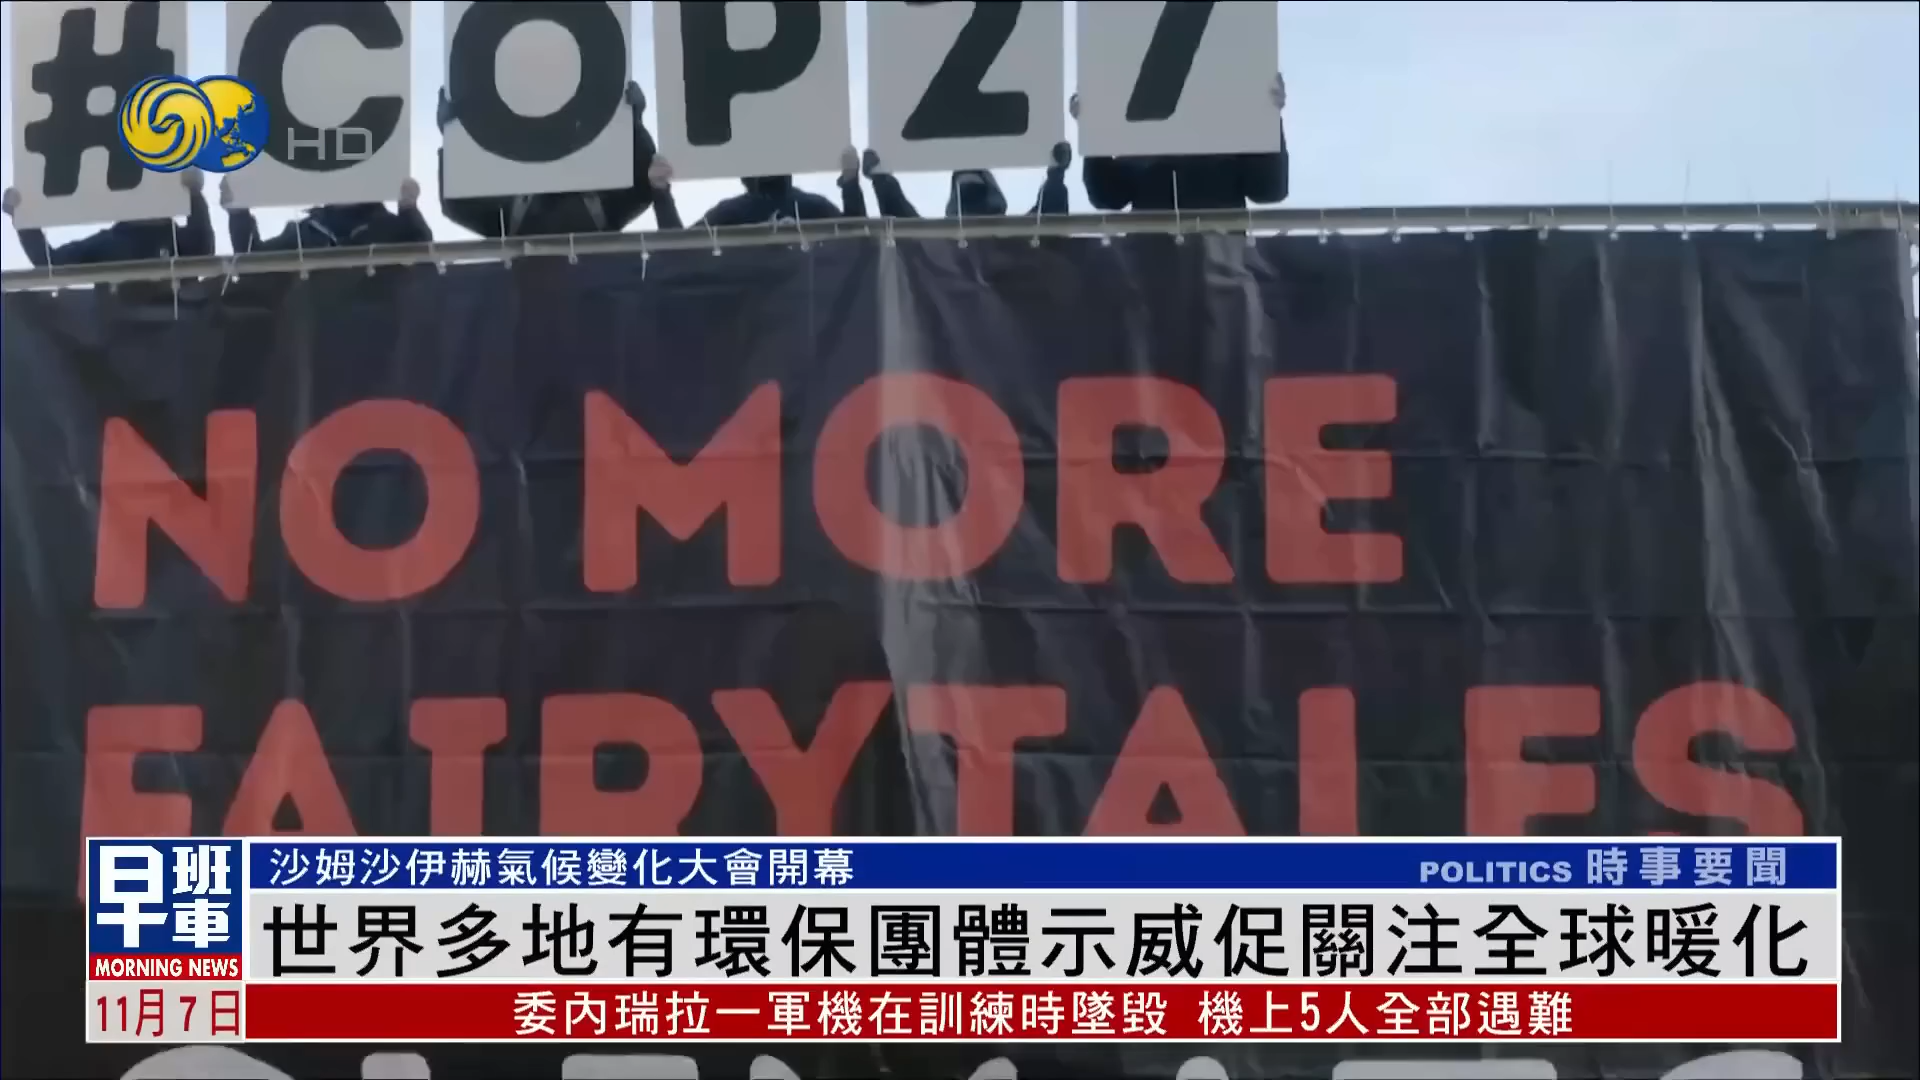 #COP27
HD
NO MORE
FAIRYTALES
沙姆沙伊赫氣候變化大會開幕
POLITICS 時事要聞
早班車
世界多地有環保團體示威促關注全球暖化
MORNING NEWS
11月7日
委內瑞拉一軍機在訓練時墜毀 機上5人全部遇難